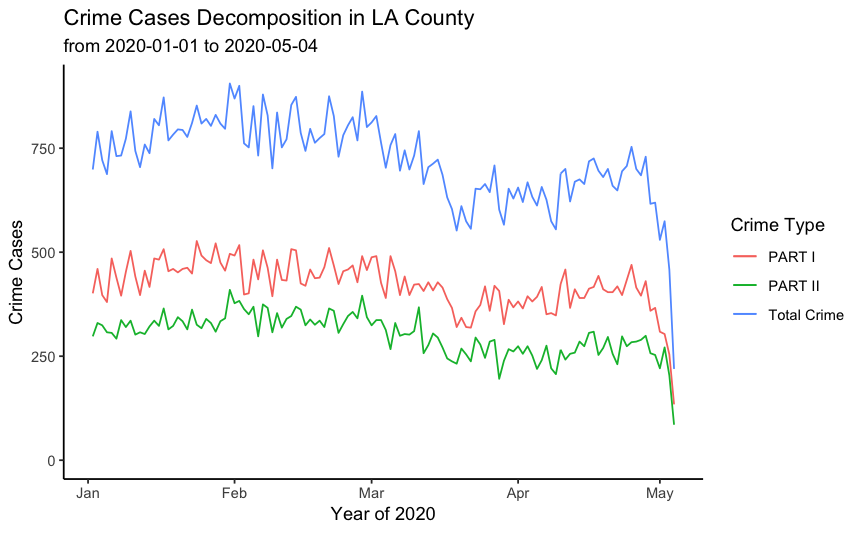 Crime Cases Decomposition in LA County
from 2020-01-01 to 2020-05-04
Crime Cases
750
500
250
0
Jan
Feb
Mar
Apr
May
Year of 2020
Crime Type
PART I
PART II
Total Crime